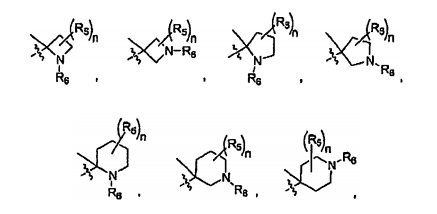 (R5)n (R5)n (R5)n (R5)n
N N-R6 N N
R6 , , R6 , R6 ,
(R5)n (R5)n (R5)n
N N N-R6
R6 , R6 , ,